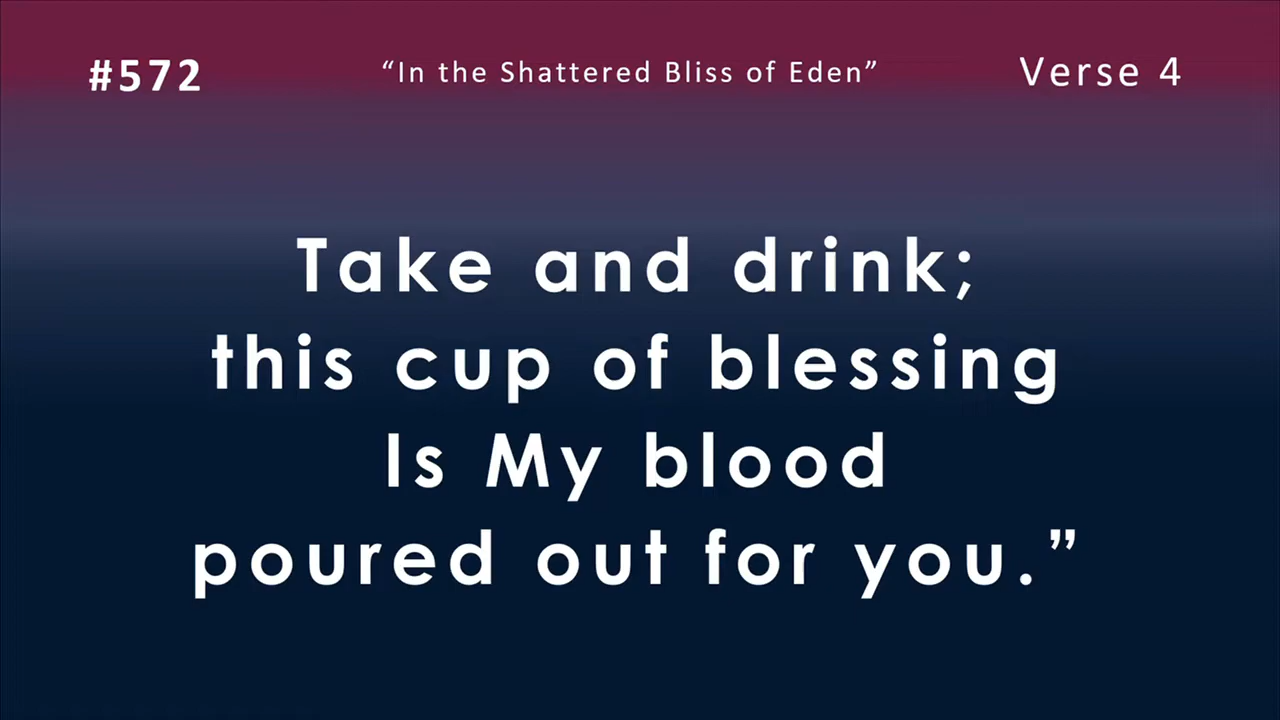 #572 “In the Shattered Bliss of Eden” Verse 4
Take and drink;
this cup of blessing
Is My blood
poured out for you.”